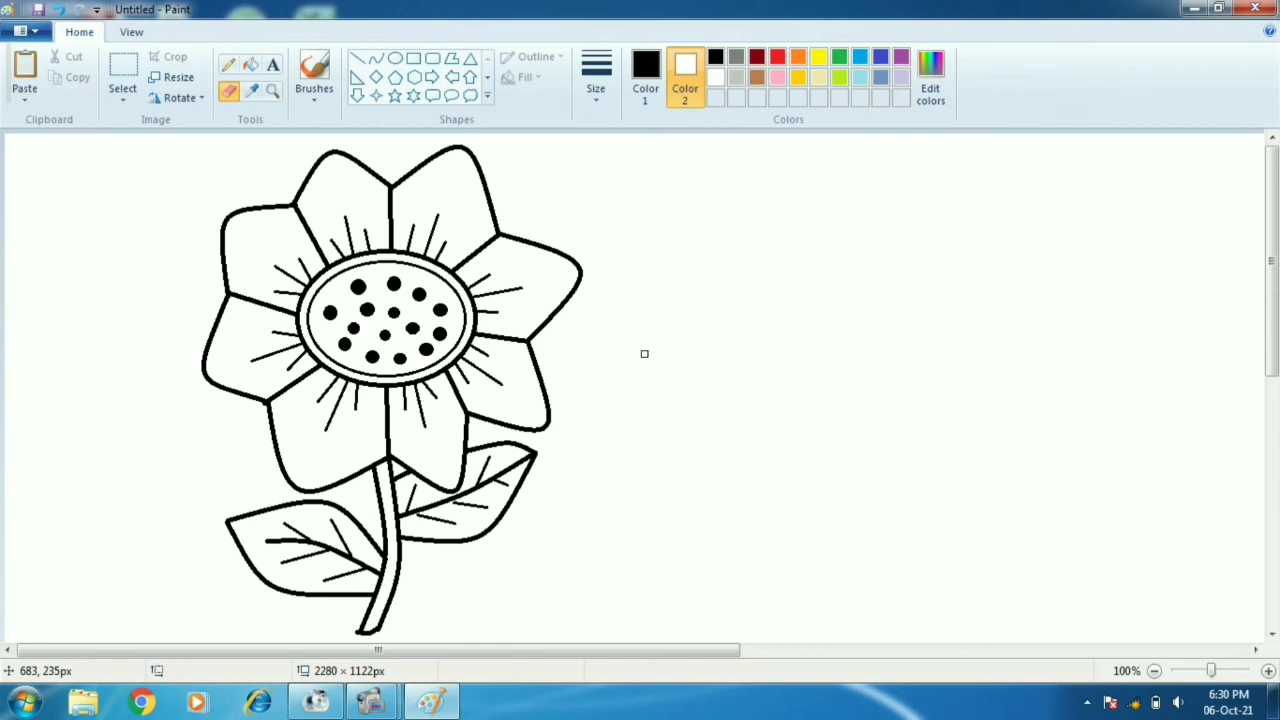 Untitled - Paint
Home
View
Paste
Cut
Copy
Clipboard
Select
Crop
Resize
Rotate
Image
A
Tools
Brushes
Outline
Fill
Shapes
Size
Color 1
Color 2
Edit colors
Colors
683, 235px
2280 × 1122px
100%
6:30 PM
06-Oct-21